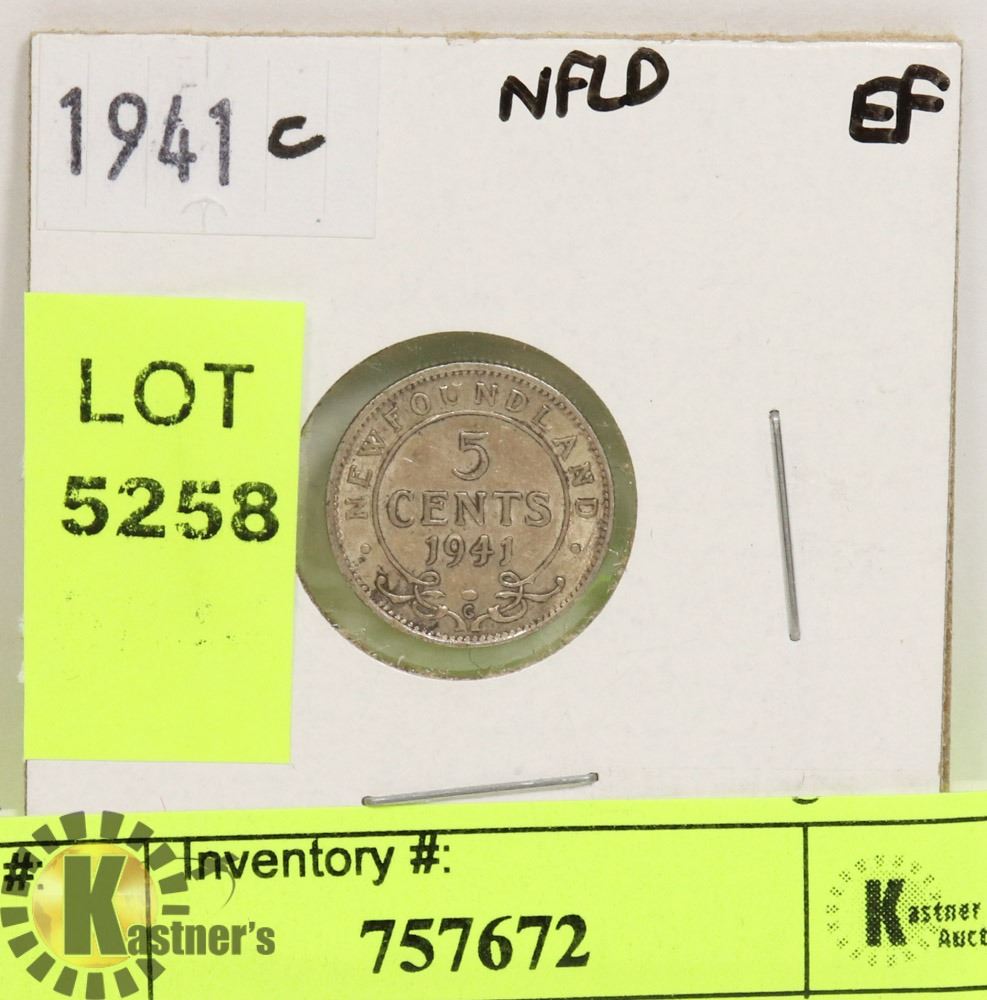 1941 C NFLD EF
LOT
5258
NEWFOUNDLAND
5
CENTS
1941
C
#:
Inventory #:
757672
Kastner's
Kastner
Auct